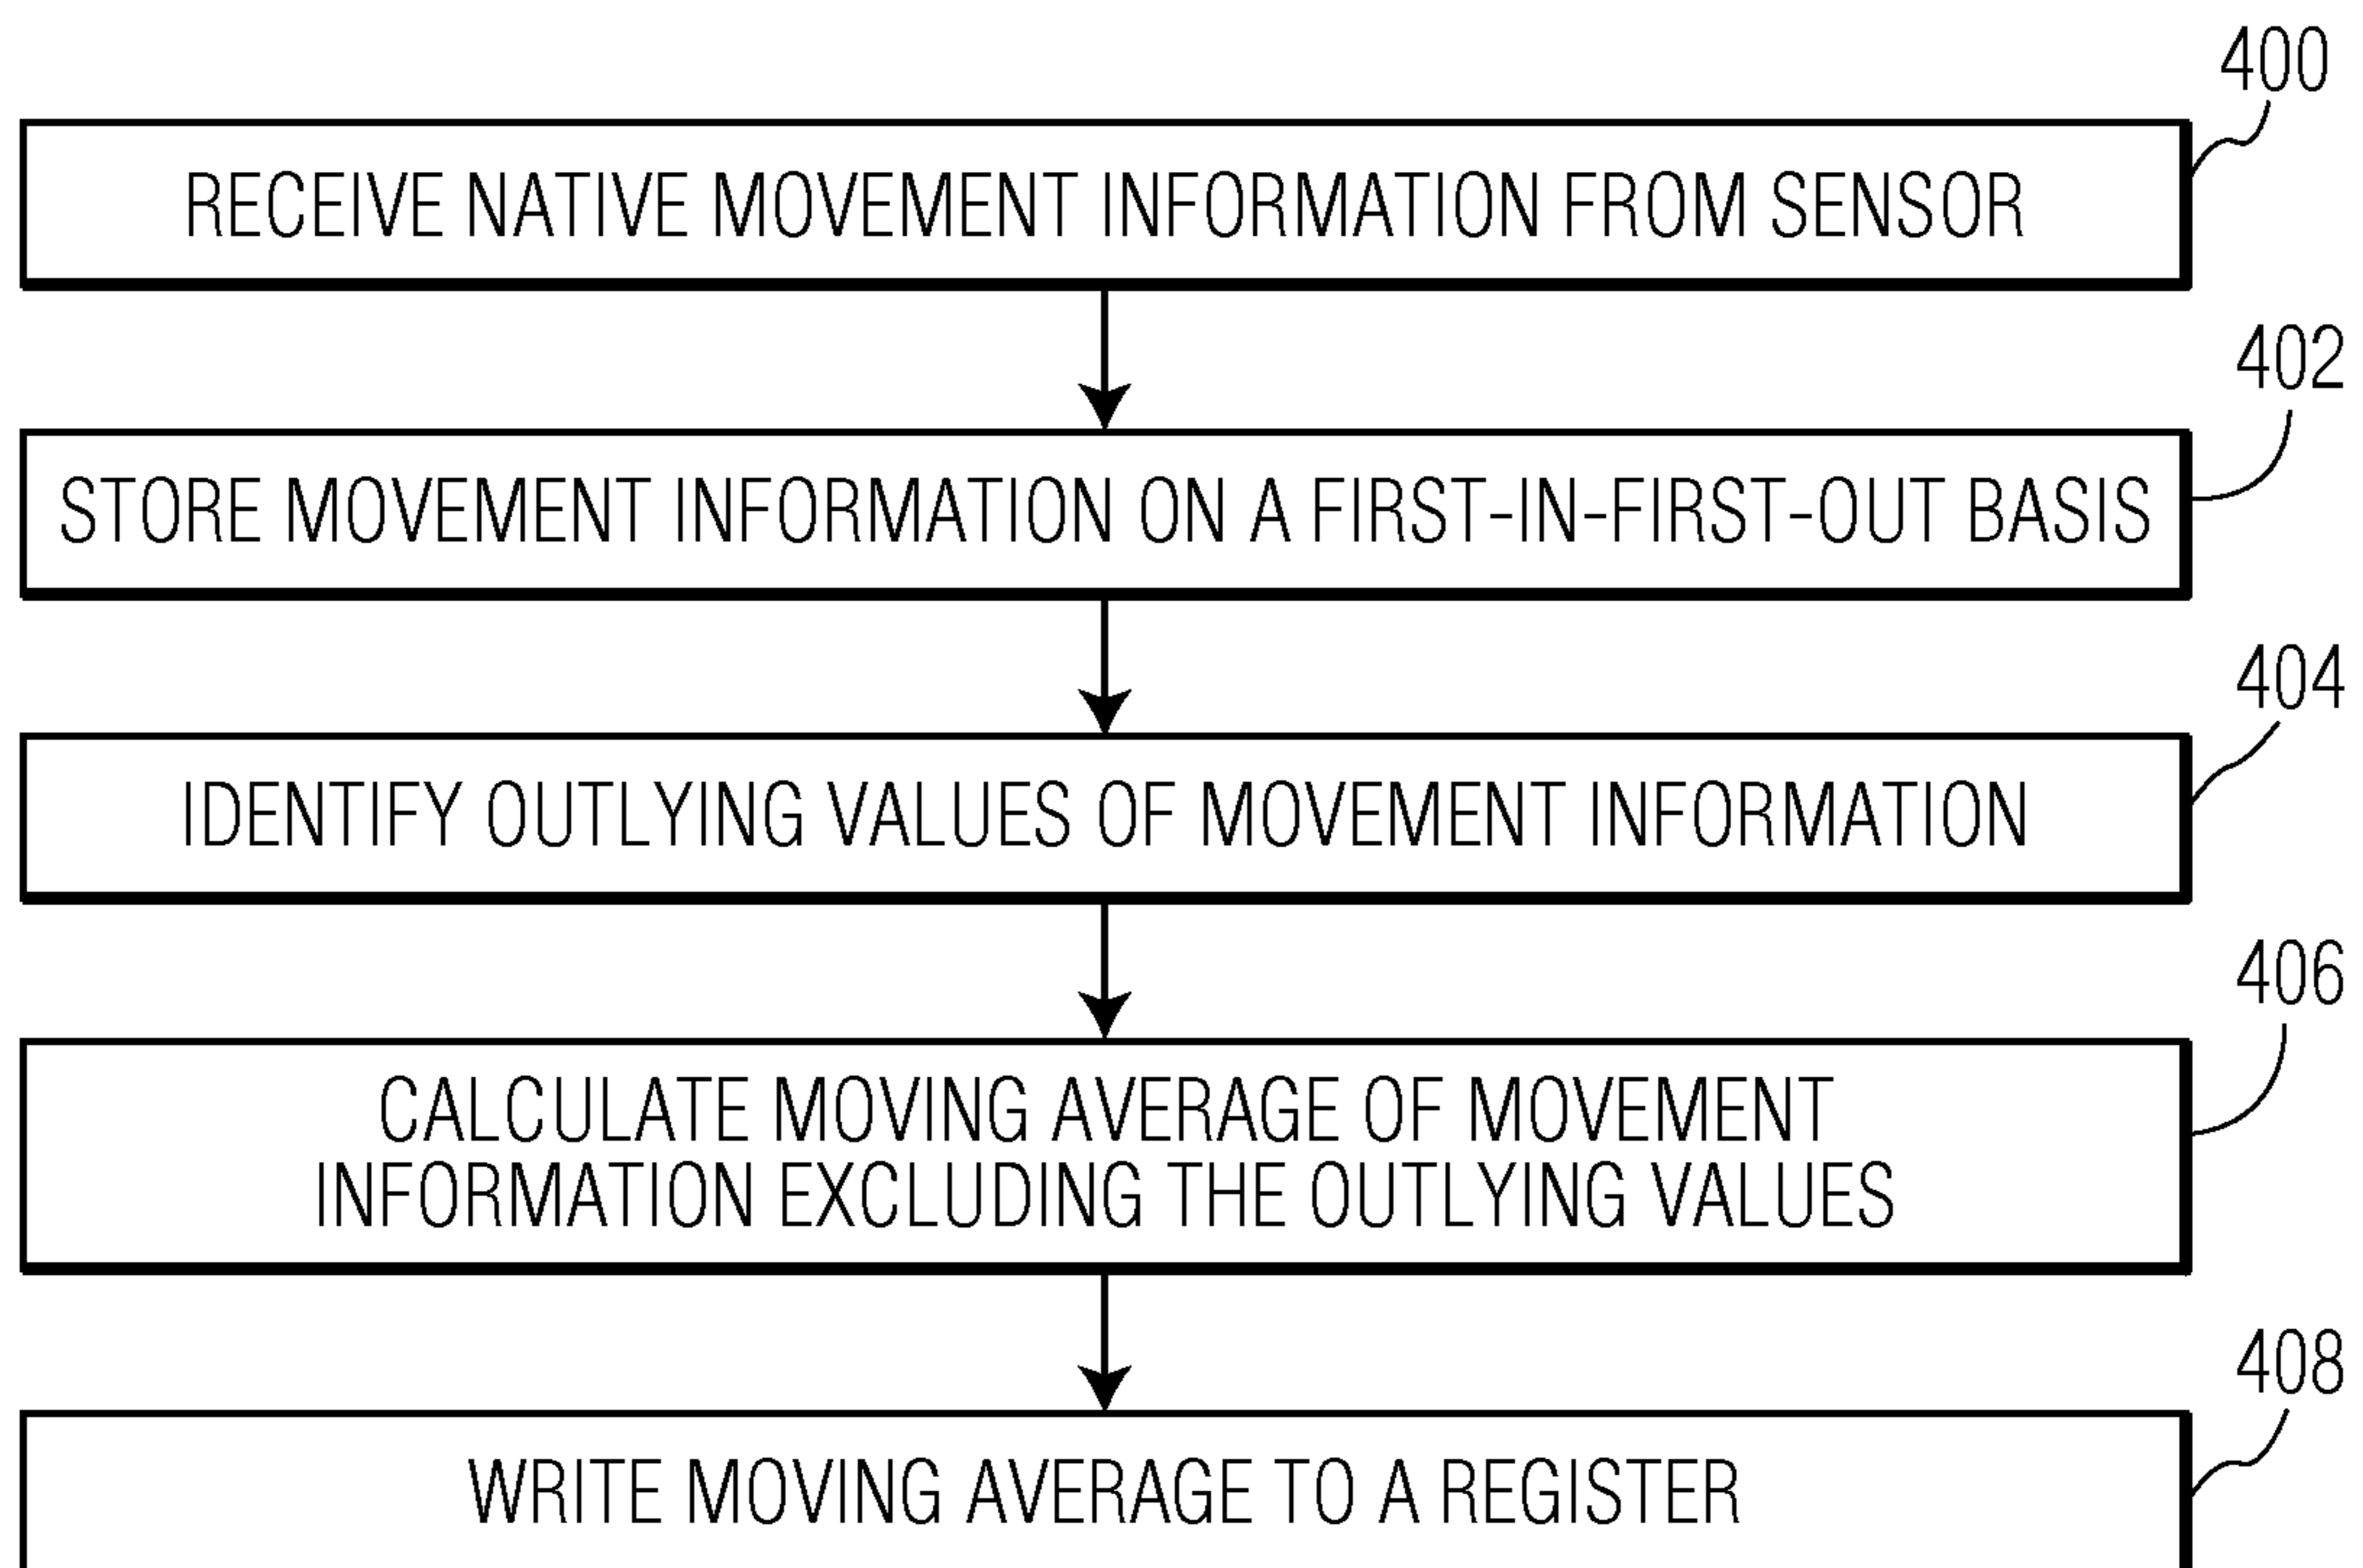 400
RECEIVE NATIVE MOVEMENT INFORMATION FROM SENSOR
402
STORE MOVEMENT INFORMATION ON A FIRST-IN-FIRST-OUT BASIS
404
IDENTIFY OUTLYING VALUES OF MOVEMENT INFORMATION
406
CALCULATE MOVING AVERAGE OF MOVEMENT
INFORMATION EXCLUDING THE OUTLYING VALUES
408
WRITE MOVING AVERAGE TO A REGISTER